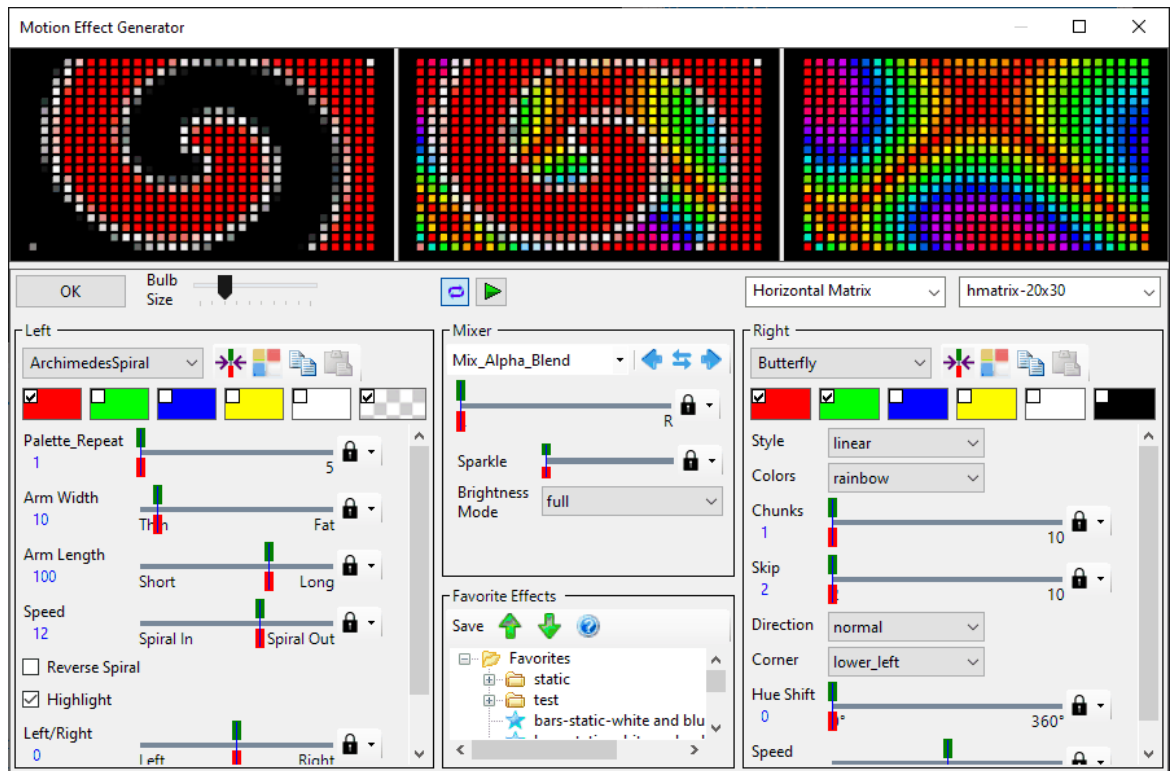 Motion Effect Generator
OK
Bulb
Size
Horizontal Matrix
hmatrix-20x30
Left
ArchimedesSpiral
Palette_Repeat
1
5
Arm Width
10
Thin
Fat
Arm Length
100
Short
Long
Speed
12
Spiral In
Spiral Out
Reverse Spiral
Highlight
Left/Right
0
Left
Right
Mixer
Mix_Alpha_Blend
R
Sparkle
Brightness
Mode
full
Favorite Effects
Save
Favorites
static
test
bars-static-white and blu
Right
Butterfly
Style
linear
Colors
rainbow
Chunks
1
10
Skip
2
10
Direction
normal
Corner
lower_left
Hue Shift
0
0°
360°
Speed